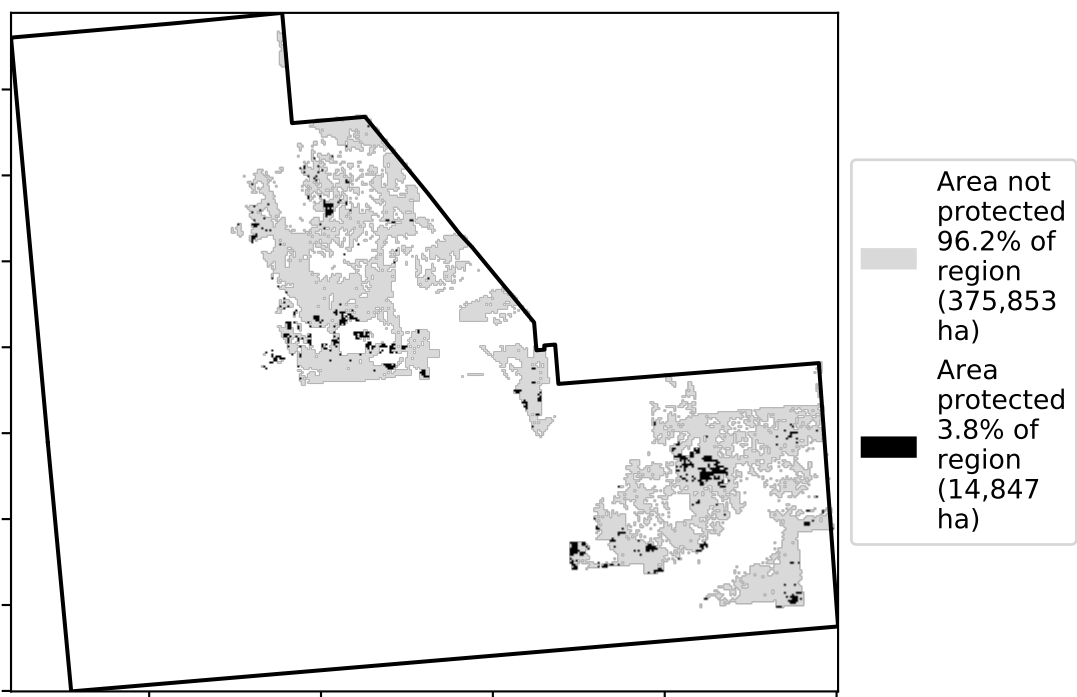 Area not
protected
96.2% of
region
(375,853
ha)
Area
protected
3.8% of
region
(14,847
ha)